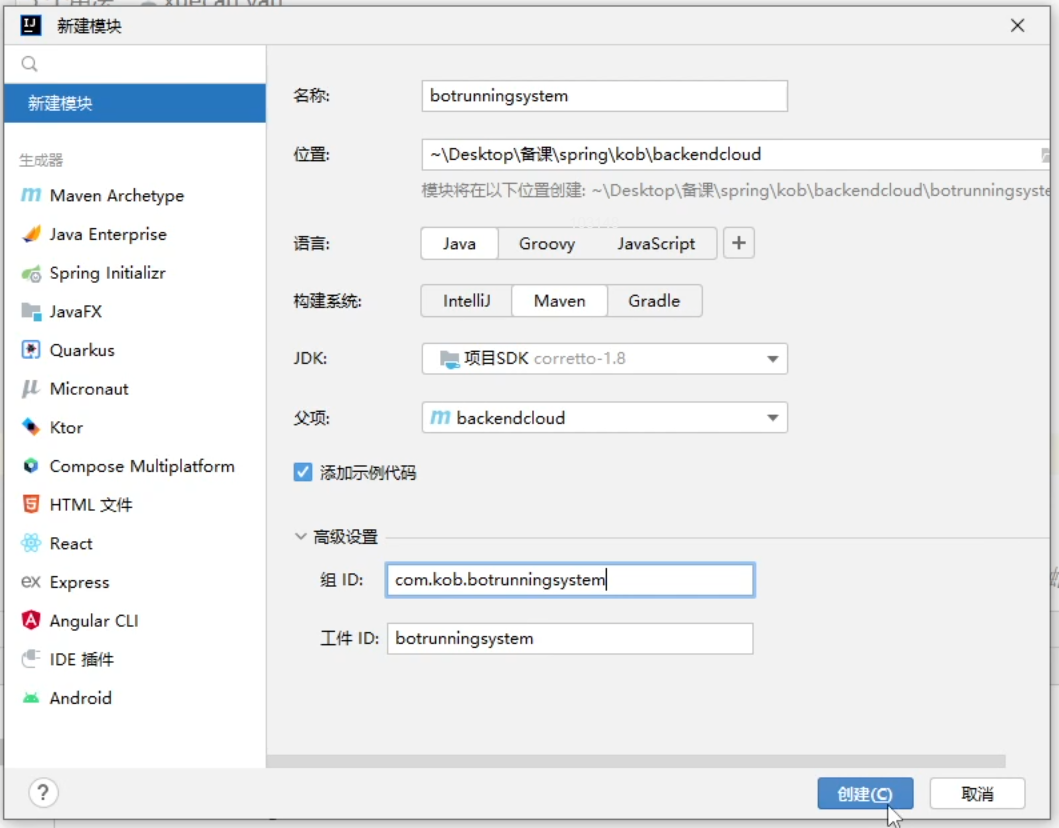 新建模块
新建模块
生成器
Maven Archetype
Java Enterprise
Spring Initializr
JavaFX
Quarkus
Micronaut
Ktor
Compose Multiplatform
HTML 文件
React
ex Express
Angular CLI
IDE 插件
Android
名称: botrunningsystem
位置: ~\Desktop\备课\spring\kob\backendcloud
模块将在以下位置创建: ~\Desktop\备课\spring\kob\backendcloud\botrunningsyste
语言: Java Groovy JavaScript +
构建系统: IntelliJ Maven Gradle
JDK: 项目SDK corretto-1.8
父项: m backendcloud
添加示例代码
高级设置
组 ID: com.kob.botrunningsystem
工件 ID: botrunningsystem
? 创建(C) 取消